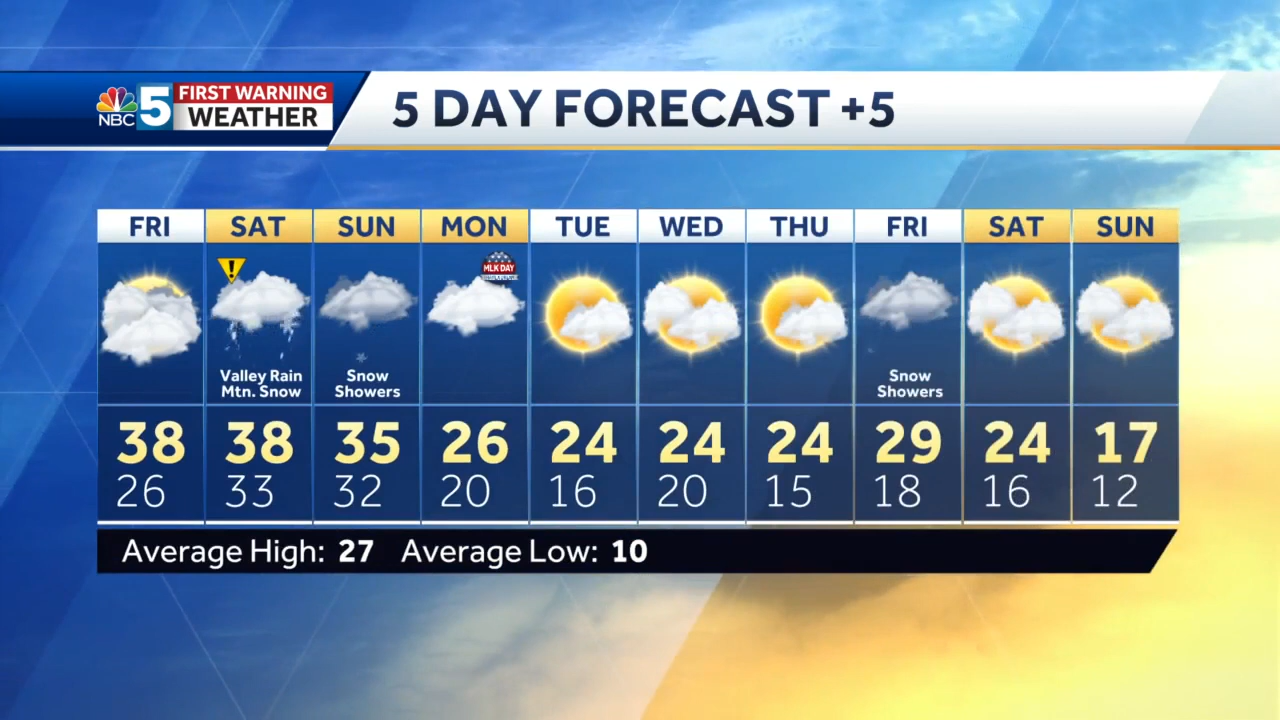 NBC 5 FIRST WARNING
WEATHER
5 DAY FORECAST +5
FRI SAT SUN MON TUE WED THU FRI SAT SUN
!
MLK DAY
Valley Rain
Mtn. Snow
Snow
Showers
Snow
Showers
38 38 35 26 24 24 24 29 24 17
26 33 32 20 16 20 15 18 16 12
Average High: 27 Average Low: 10